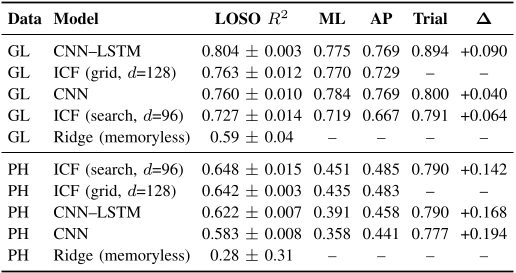 Data Model LOSO R² ML AP Trial Δ
GL CNN–LSTM 0.804 ± 0.003 0.775 0.769 0.894 +0.090
GL ICF (grid, d=128) 0.763 ± 0.012 0.770 0.729 – –
GL CNN 0.760 ± 0.010 0.784 0.769 0.800 +0.040
GL ICF (search, d=96) 0.727 ± 0.014 0.719 0.667 0.791 +0.064
GL Ridge (memoryless) 0.59 ± 0.04 – – – –
PH ICF (search, d=96) 0.648 ± 0.015 0.451 0.485 0.790 +0.142
PH ICF (grid, d=128) 0.642 ± 0.003 0.435 0.483 – –
PH CNN–LSTM 0.622 ± 0.007 0.391 0.458 0.790 +0.168
PH CNN 0.583 ± 0.008 0.358 0.441 0.777 +0.194
PH Ridge (memoryless) 0.28 ± 0.31 – – – –